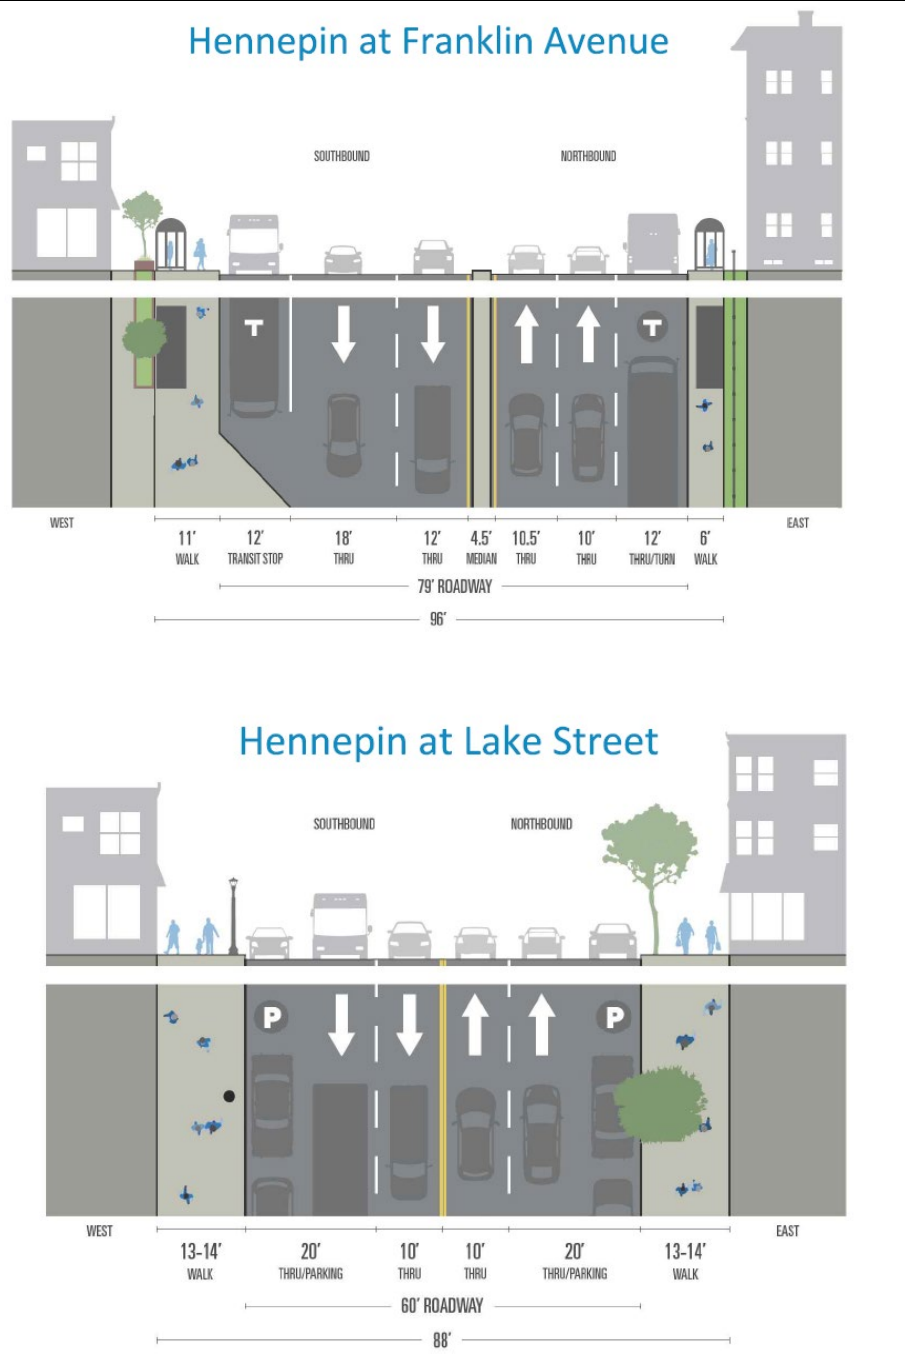 Hennepin at Franklin Avenue
SOUTHBOUND NORTHBOUND
T T
WEST EAST
11' 12' 18' 12' 4.5' 10.5' 10' 12' 6'
WALK TRANSIT STOP THRU THRU MEDIAN THRU THRU THRU/TURN WALK
79' ROADWAY
96'
Hennepin at Lake Street
SOUTHBOUND NORTHBOUND
P P
WEST EAST
13-14' 20' 10' 10' 20' 13-14'
WALK THRU/PARKING THRU THRU THRU/PARKING WALK
60' ROADWAY
88'